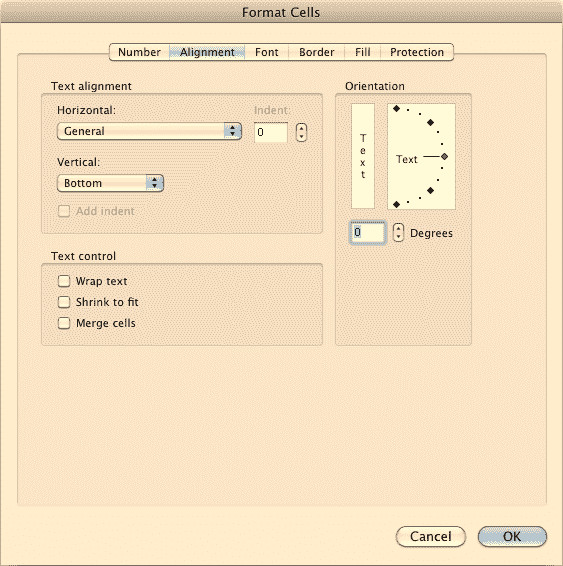 Format Cells
Number Alignment Font Border Fill Protection
Text alignment
Horizontal:
Indent:
General
0
Vertical:
Bottom
Add indent
Text control
Wrap text
Shrink to fit
Merge cells
Orientation
Text
Text
0 Degrees
Cancel OK